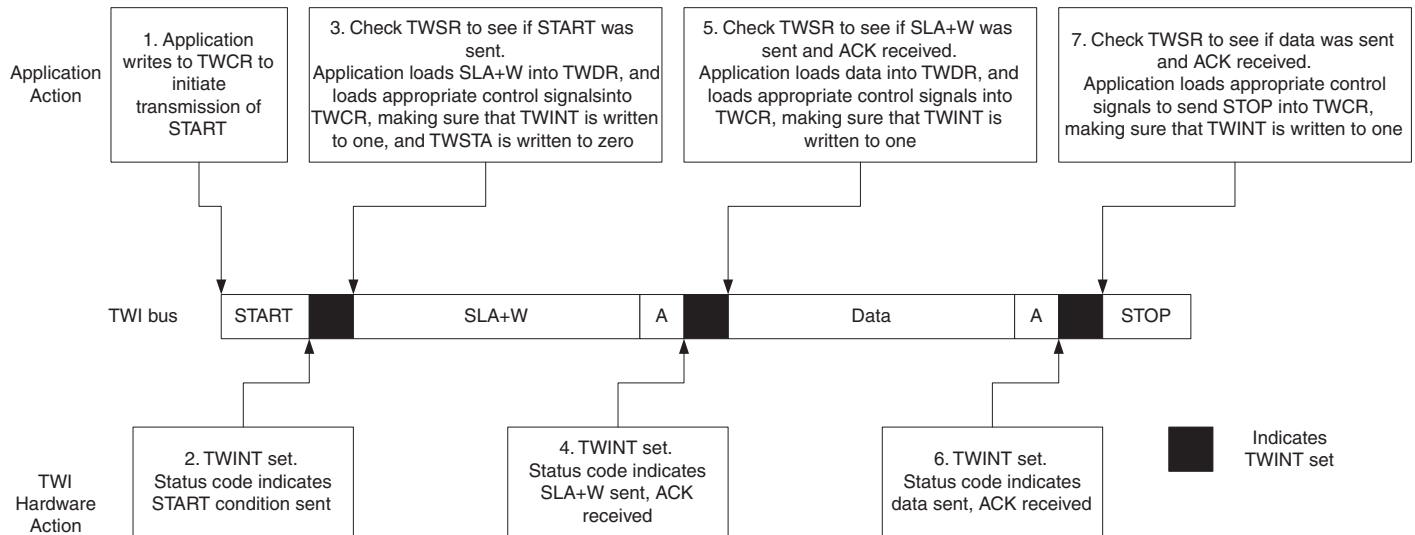 Application
Action
1. Application
writes to TWCR to
initiate
transmission of
START
3. Check TWSR to see if START was
sent.
Application loads SLA+W into TWDR, and
loads appropriate control signalsinto
TWCR, making sure that TWINT is written
to one, and TWSTA is written to zero
5. Check TWSR to see if SLA+W was
sent and ACK received.
Application loads data into TWDR, and
loads appropriate control signals into
TWCR, making sure that TWINT is
written to one
7. Check TWSR to see if data was sent
and ACK received.
Application loads appropriate control
signals to send STOP into TWCR,
making sure that TWINT is written to one
TWI bus
START
SLA+W
A
Data
A
STOP
TWI
Hardware
Action
2. TWINT set.
Status code indicates
START condition sent
4. TWINT set.
Status code indicates
SLA+W sent, ACK
received
6. TWINT set.
Status code indicates
data sent, ACK received
Indicates
TWINT set